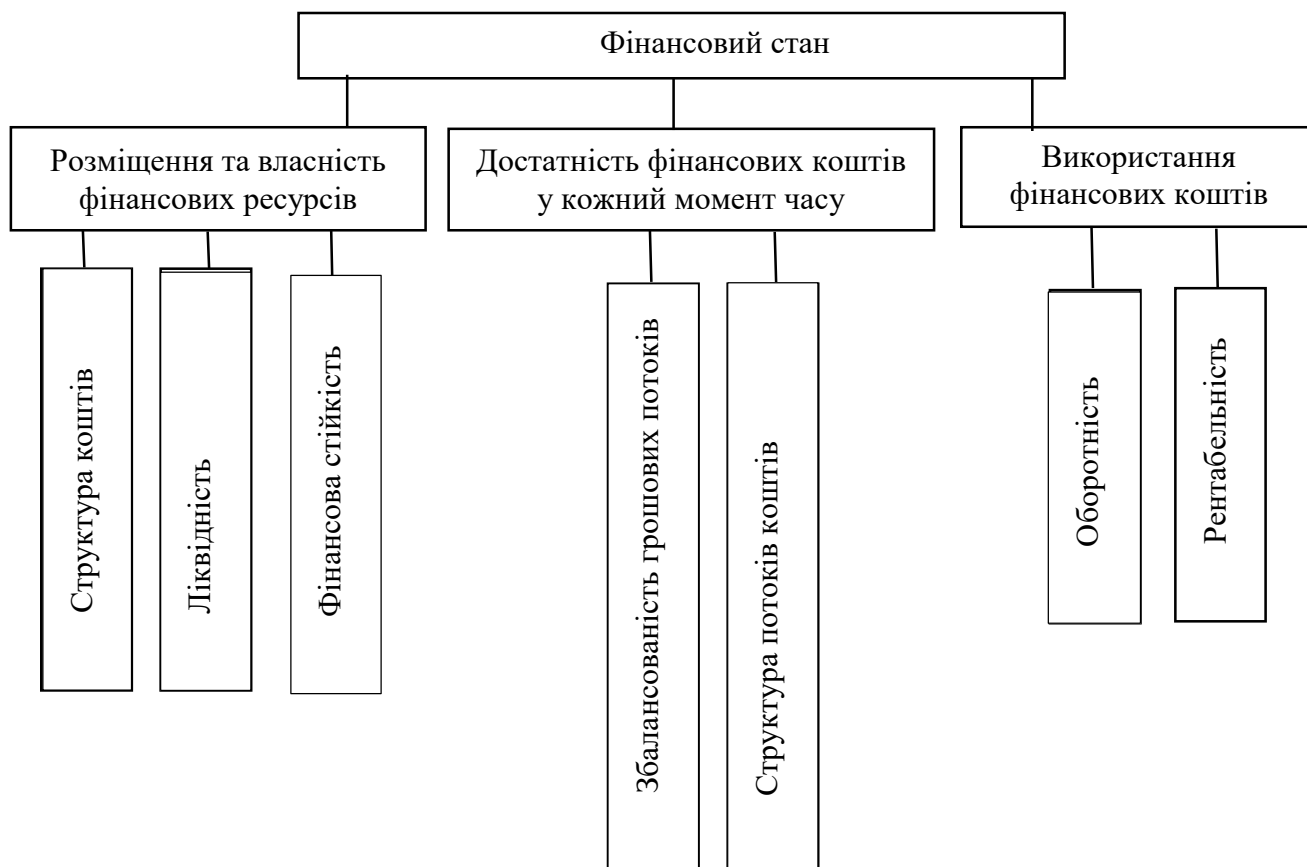 Фінансовий стан
Розміщення та власність
фінансових ресурсів
Достатність фінансових коштів
у кожний момент часу
Використання
фінансових коштів
Структура коштів
Ліквідність
Фінансова стійкість
Збалансованість грошових потоків
Структура потоків коштів
Оборотність
Рентабельність